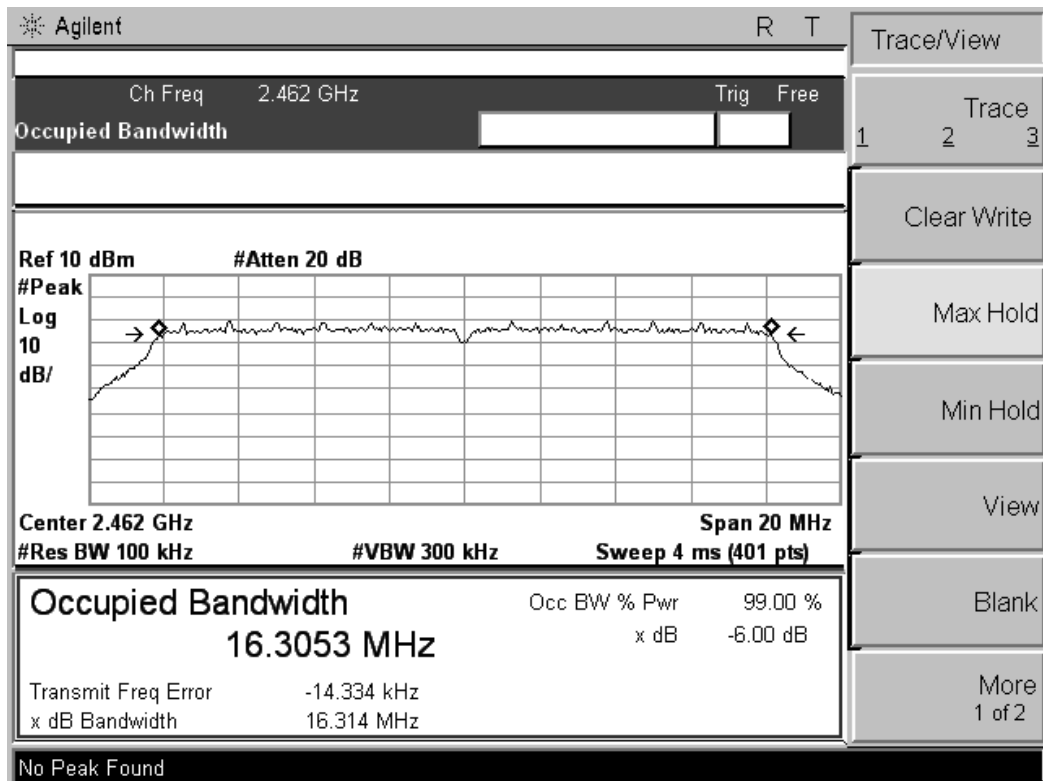 Agilent R T
Trace/View
Ch Freq 2.462 GHz Trig Free
Occupied Bandwidth
Trace
1 2 3
Clear Write
Ref 10 dBm #Atten 20 dB
#Peak
Log
10
dB/
Max Hold
Min Hold
View
Center 2.462 GHz Span 20 MHz
#Res BW 100 kHz #VBW 300 kHz Sweep 4 ms (401 pts)
Occupied Bandwidth
16.3053 MHz
Occ BW % Pwr 99.00 %
x dB -6.00 dB
Transmit Freq Error -14.334 kHz
x dB Bandwidth 16.314 MHz
Blank
More
1 of 2
No Peak Found